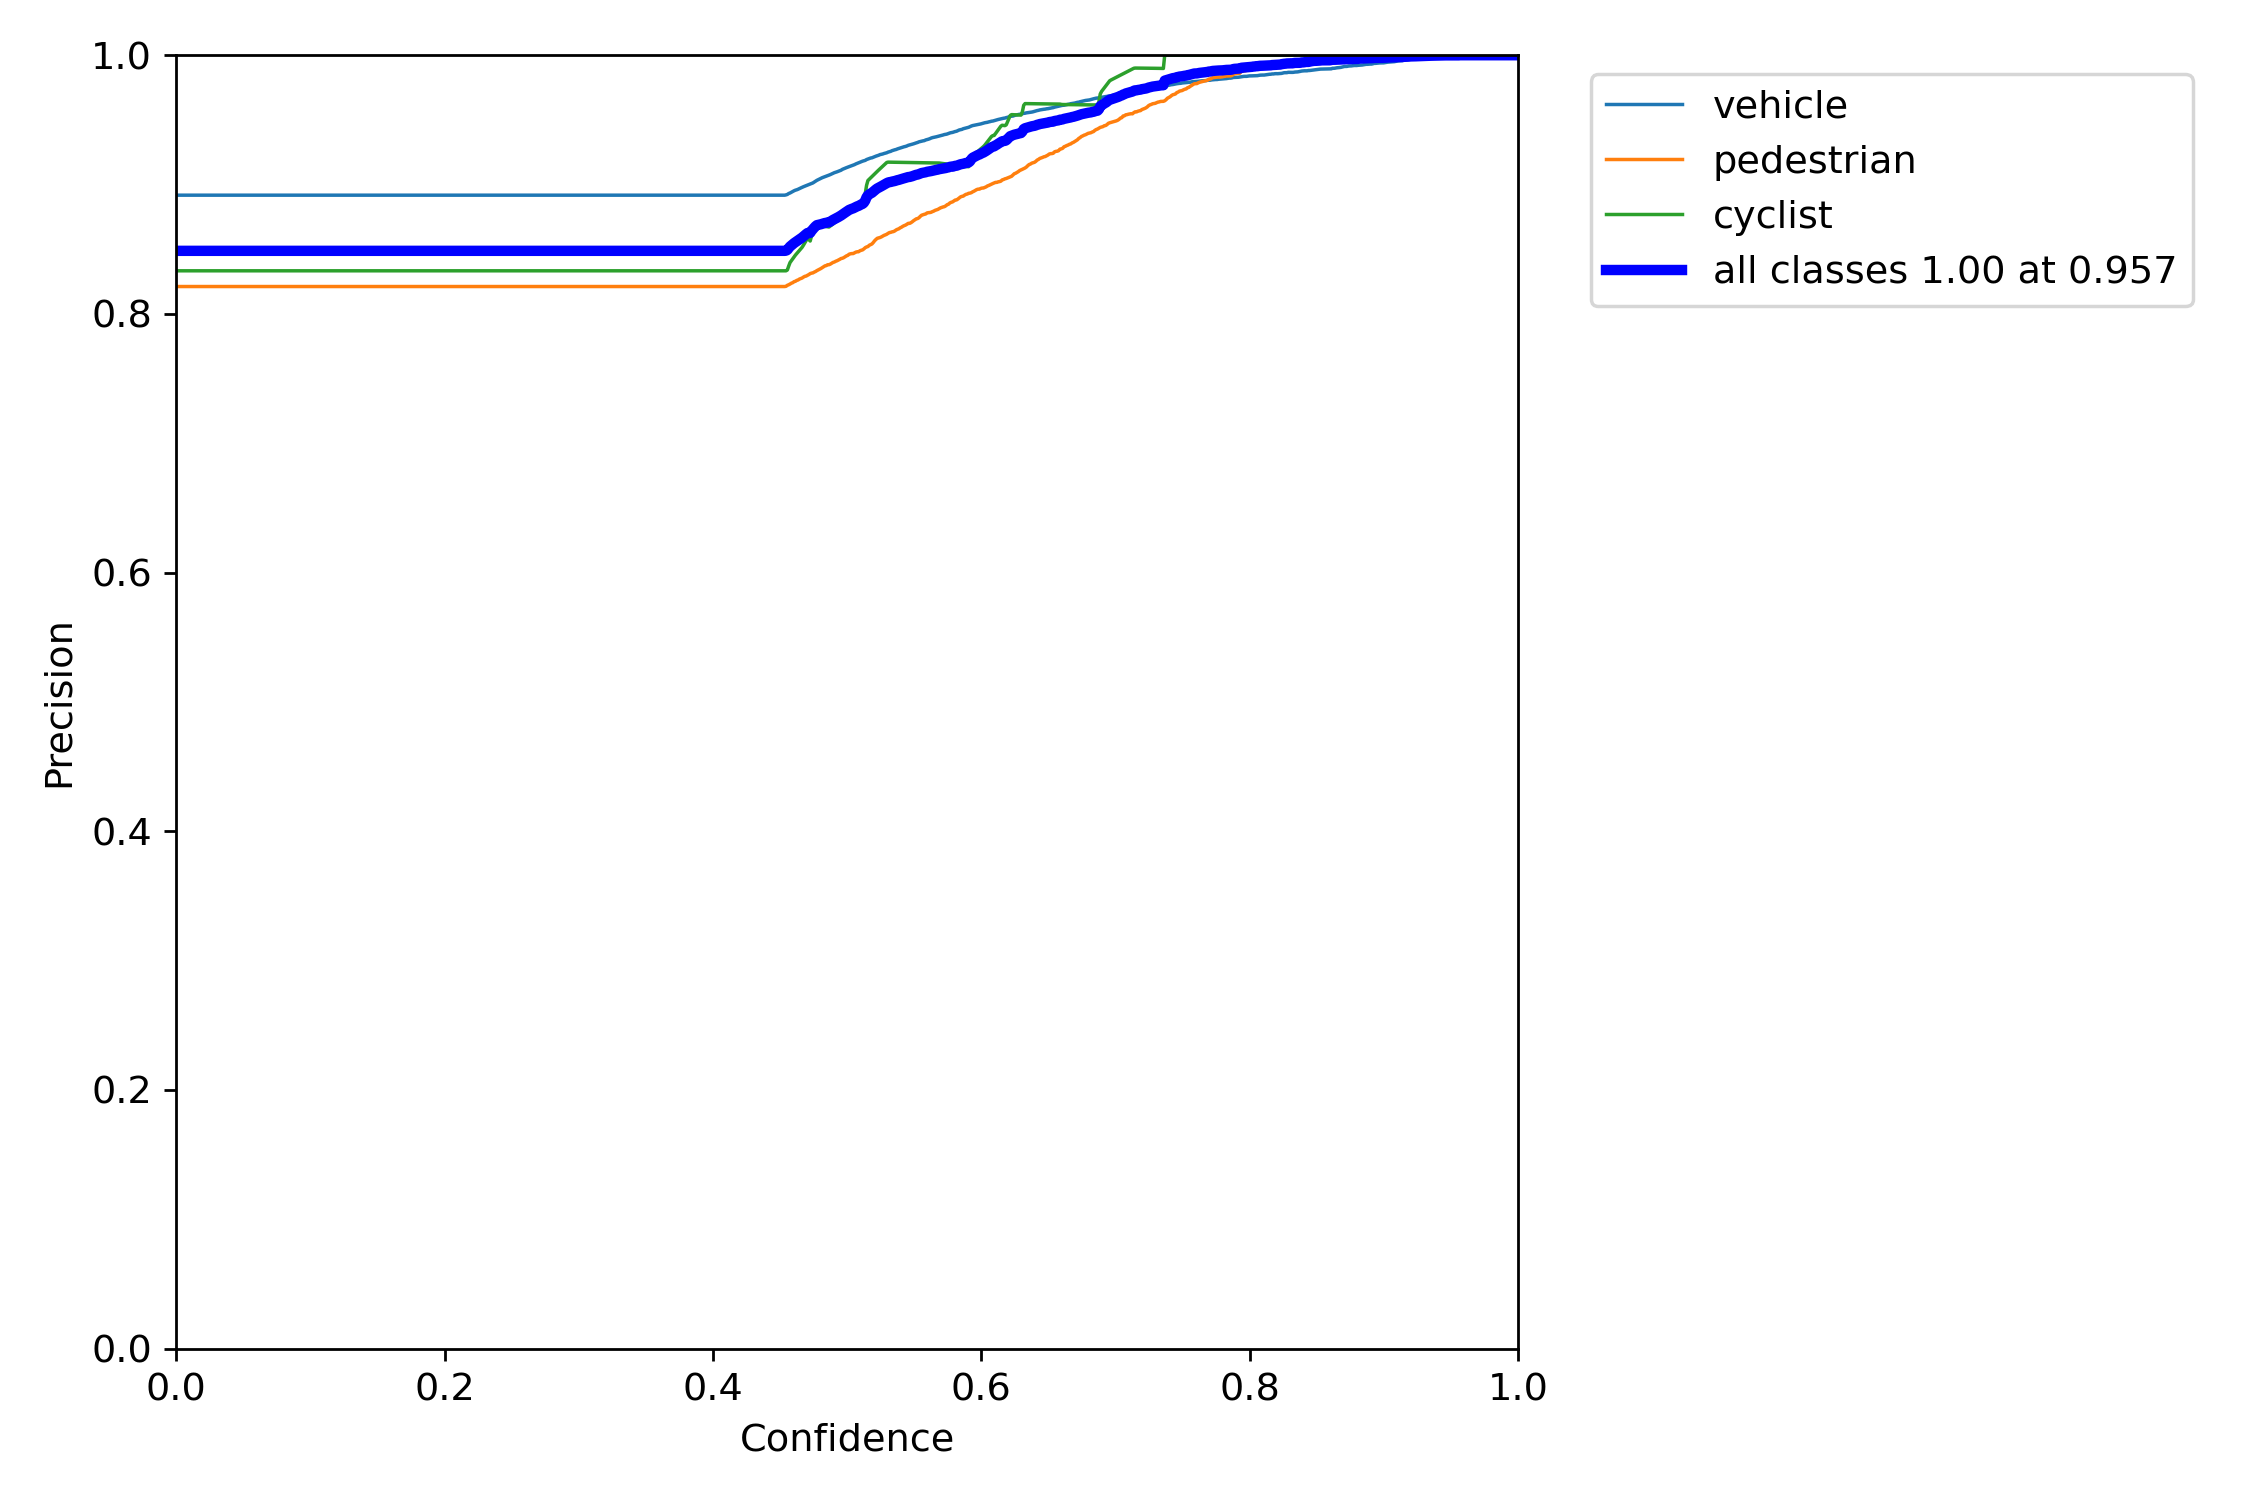 1.0
0.8
0.6
0.4
0.2
0.0
Precision
0.0 0.2 0.4 0.6 0.8 1.0
Confidence
vehicle
pedestrian
cyclist
all classes 1.00 at 0.957